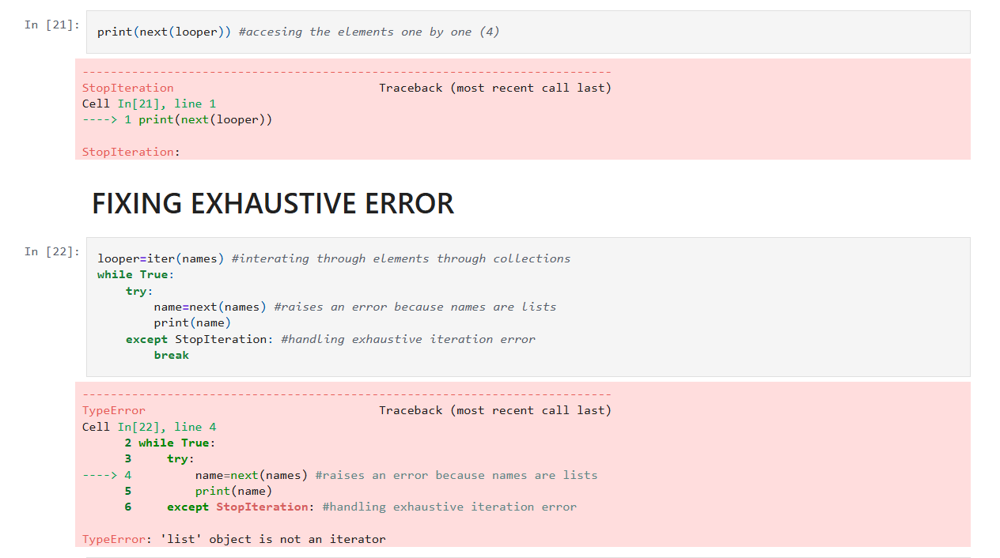 In [21]:
print(next(looper)) #accesing the elements one by one (4)
---------------------------------------------------------------------------
StopIteration                             Traceback (most recent call last)
Cell In[21], line 1
----> 1 print(next(looper))
StopIteration:
FIXING EXHAUSTIVE ERROR
In [22]:
looper=iter(names) #interating through elements through collections
while True:
    try:
        name=next(names) #raises an error because names are lists
        print(name)
    except StopIteration: #handling exhaustive iteration error
        break
---------------------------------------------------------------------------
TypeError                                 Traceback (most recent call last)
Cell In[22], line 4
      2 while True:
      3     try:
----> 4         name=next(names) #raises an error because names are lists
      5         print(name)
      6     except StopIteration: #handling exhaustive iteration error
TypeError: 'list' object is not an iterator